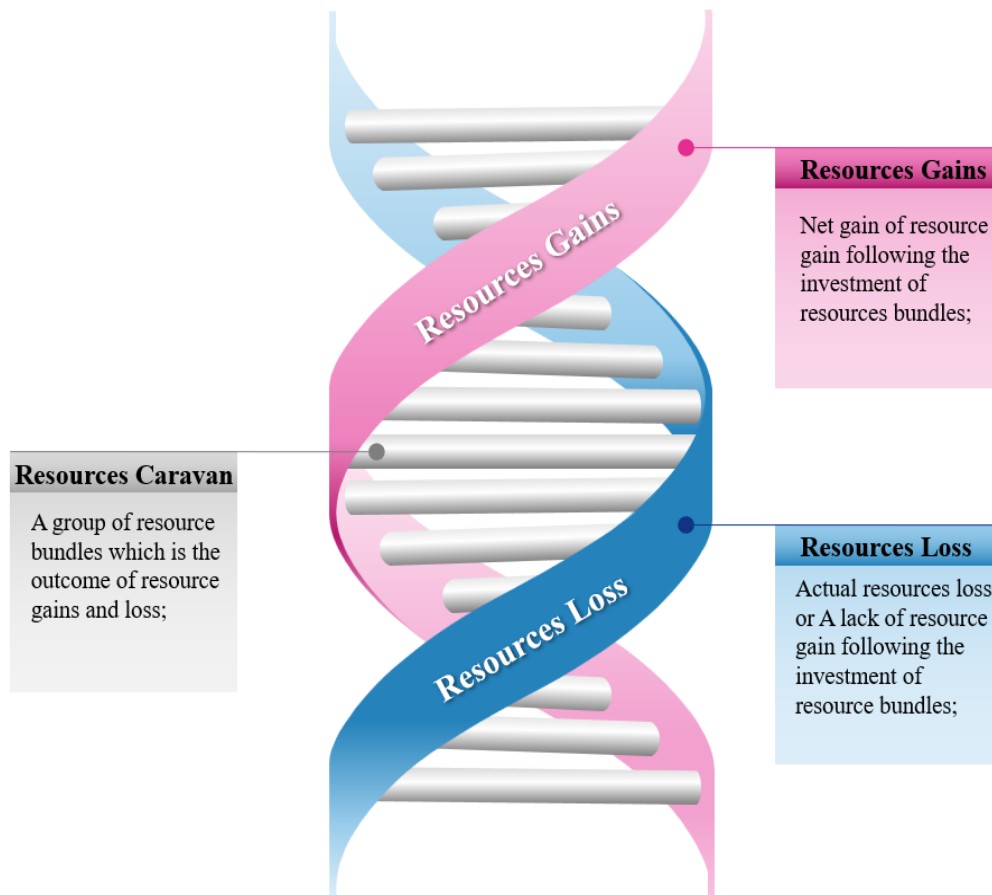 Resources Gains
Resources Gains
Net gain of resource
gain following the
investment of
resources bundles;
Resources Caravan
A group of resource
bundles which is the
outcome of resource
gains and loss;
Resources Loss
Resources Loss
Actual resources loss
or A lack of resource
gain following the
investment of
resource bundles;